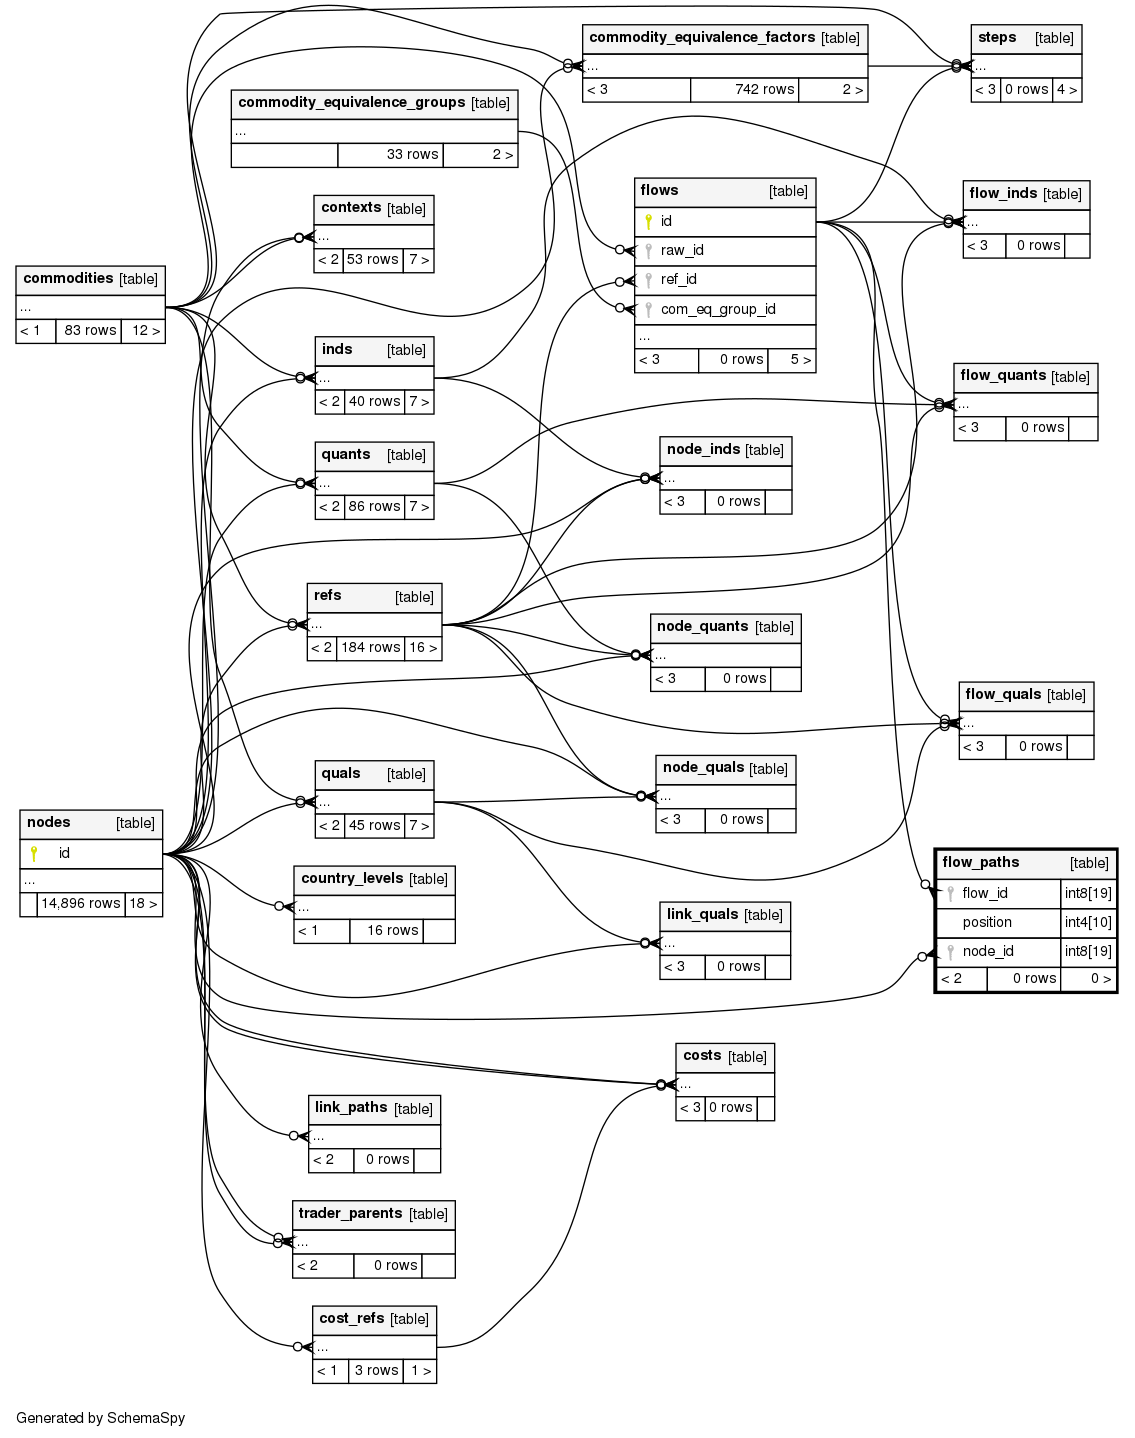 commodity_equivalence_factors [table]
...
< 3 742 rows 2 >
steps [table]
...
< 3 0 rows 4 >
commodity_equivalence_groups [table]
...
33 rows 2 >
flows [table]
id
raw_id
ref_id
com_eq_group_id
...
< 3 0 rows 5 >
flow_inds [table]
...
< 3 0 rows
contexts [table]
...
< 2 53 rows 7 >
commodities [table]
...
< 1 83 rows 12 >
inds [table]
...
< 2 40 rows 7 >
flow_quants [table]
...
< 3 0 rows
quants [table]
...
< 2 86 rows 7 >
node_inds [table]
...
< 3 0 rows
refs [table]
...
< 2 184 rows 16 >
node_quants [table]
...
< 3 0 rows
flow_quals [table]
...
< 3 0 rows
quals [table]
...
< 2 45 rows 7 >
node_quals [table]
...
< 3 0 rows
nodes [table]
id
...
14,896 rows 18 >
country_levels [table]
...
< 1 16 rows
link_quals [table]
...
< 3 0 rows
flow_paths [table]
flow_id int8[19]
position int4[10]
node_id int8[19]
< 2 0 rows 0 >
costs [table]
...
< 3 0 rows
link_paths [table]
...
< 2 0 rows
trader_parents [table]
...
< 2 0 rows
cost_refs [table]
...
< 1 3 rows 1 >
Generated by SchemaSpy